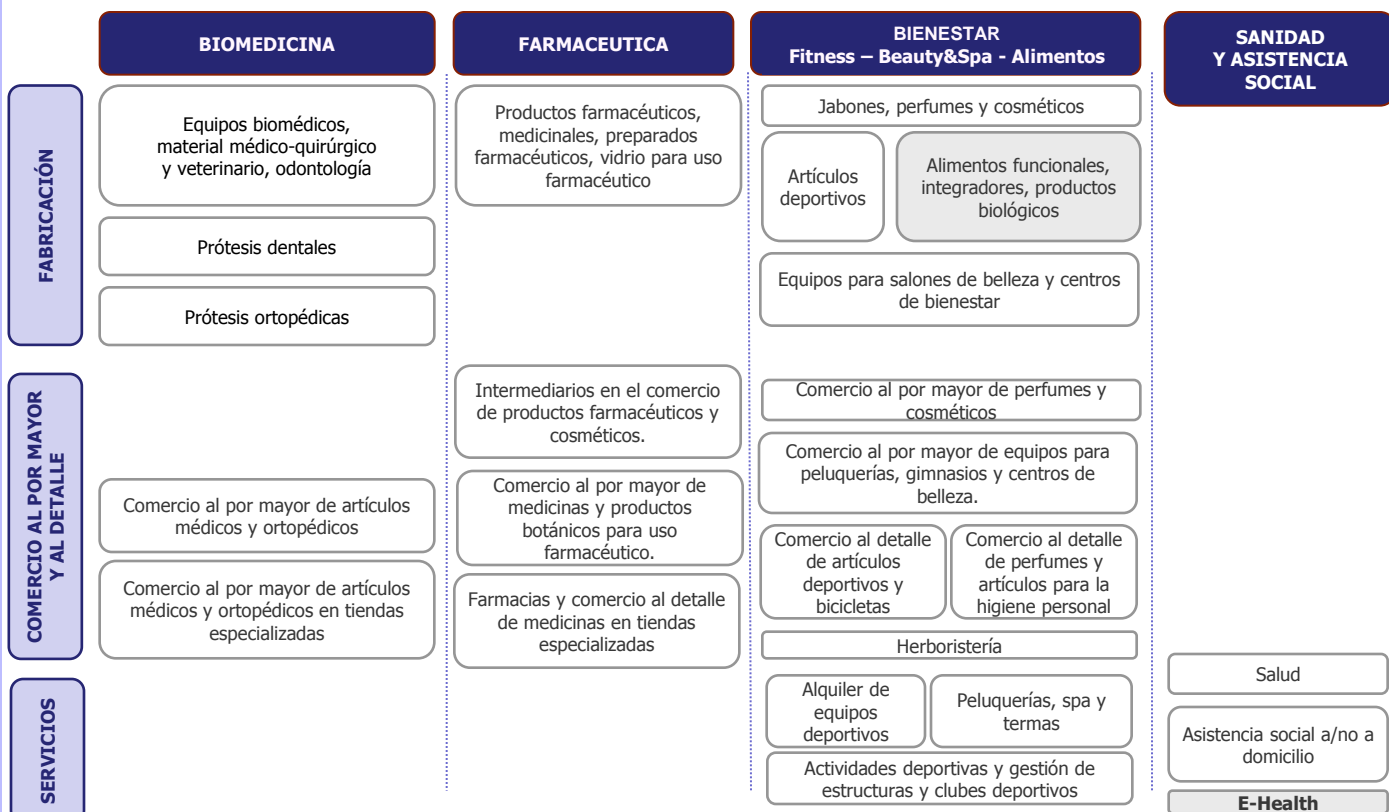 BIOMEDICINA
FARMACEUTICA
BIENESTAR
Fitness – Beauty&Spa - Alimentos
SANIDAD
Y ASISTENCIA
SOCIAL
FABRICACIÓN
Equipos biomédicos,
material médico-quirúrgico
y veterinario, odontología
Prótesis dentales
Prótesis ortopédicas
Productos farmacéuticos,
medicinales, preparados
farmacéuticos, vidrio para uso
farmacéutico
Jabones, perfumes y cosméticos
Artículos
deportivos
Alimentos funcionales,
integradores, productos
biológicos
Equipos para salones de belleza y centros
de bienestar
COMERCIO AL POR MAYOR
Y AL DETALLE
Comercio al por mayor de artículos
médicos y ortopédicos
Comercio al por mayor de artículos
médicos y ortopédicos en tiendas
especializadas
Intermediarios en el comercio
de productos farmacéuticos y
cosméticos.
Comercio al por mayor de
medicinas y productos
botánicos para uso
farmacéutico.
Farmacias y comercio al detalle
de medicinas en tiendas
especializadas
Comercio al por mayor de perfumes y
cosméticos
Comercio al por mayor de equipos para
peluquerías, gimnasios y centros de
belleza.
Comercio al detalle
de artículos
deportivos y
bicicletas
Comercio al detalle
de perfumes y
artículos para la
higiene personal
Herboristería
SERVICIOS
Alquiler de
equipos
deportivos
Peluquerías, spa y
termas
Actividades deportivas y gestión de
estructuras y clubes deportivos
Salud
Asistencia social a/no a
domicilio
E-Health